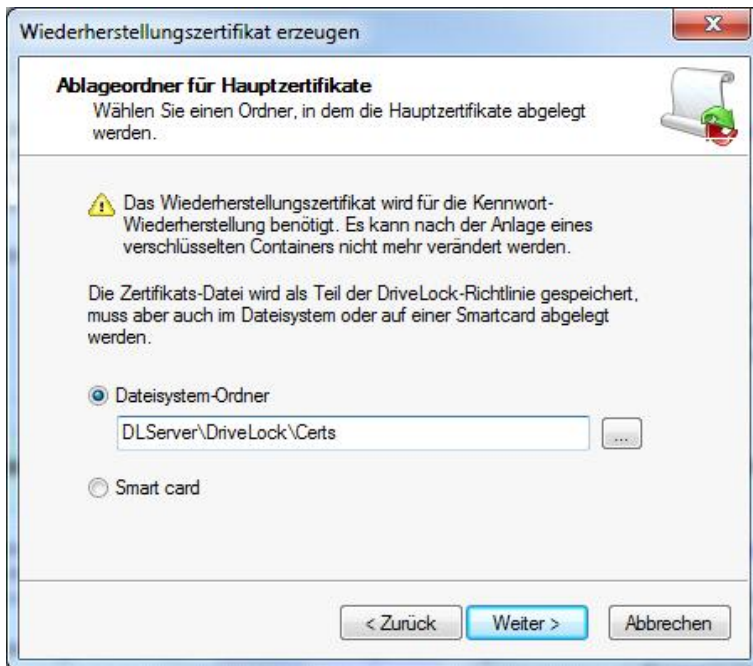 Wiederherstellungszertifikat erzeugen
Ablageordner für Hauptzertifikate
Wählen Sie einen Ordner, in dem die Hauptzertifikate abgelegt
werden.
Das Wiederherstellungszertifikat wird für die Kennwort-
Wiederherstellung benötigt. Es kann nach der Anlage eines
verschlüsselten Containers nicht mehr verändert werden.
Die Zertifikats-Datei wird als Teil der DriveLock-Richtlinie gespeichert,
muss aber auch im Dateisystem oder auf einer Smartcard abgelegt
werden.
Dateisystem-Ordner
DLServer\DriveLock\Certs
...
Smart card
< Zurück Weiter > Abbrechen